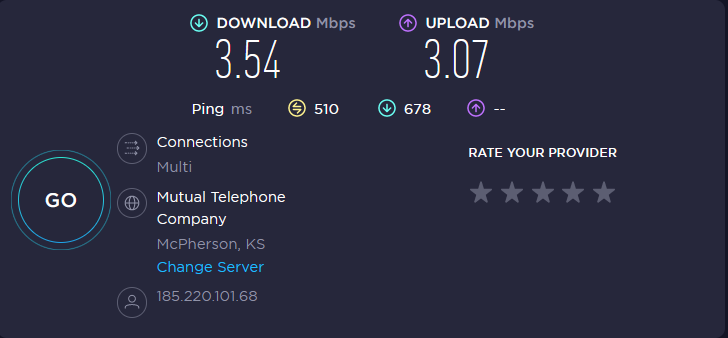 DOWNLOAD Mbps UPLOAD Mbps
3.54 3.07
Ping ms 510 678 --
Connections
Multi
RATE YOUR PROVIDER
GO
Mutual Telephone
Company
McPherson, KS
Change Server
185.220.101.68